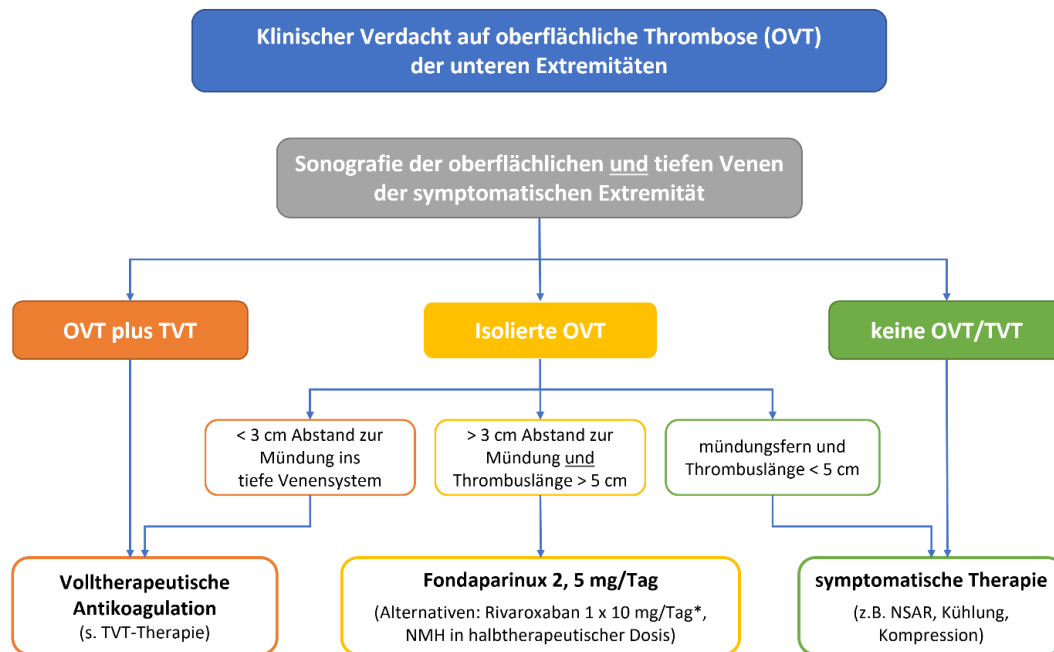 Klinischer Verdacht auf oberflächliche Thrombose (OVT)
der unteren Extremitäten
Sonografie der oberflächlichen und tiefen Venen
der symptomatischen Extremität
OVT plus TVT
Isolierte OVT
keine OVT/TVT
< 3 cm Abstand zur
Mündung ins
tiefe Venensystem
> 3 cm Abstand zur
Mündung und
Thrombuslänge > 5 cm
mündungsfern und
Thrombuslänge < 5 cm
Volltherapeutische
Antikoagulation
(s. TVT-Therapie)
Fondaparinux 2, 5 mg/Tag
(Alternativen: Rivaroxaban 1 x 10 mg/Tag*,
NMH in halbtherapeutischer Dosis)
symptomatische Therapie
(z.B. NSAR, Kühlung,
Kompression)